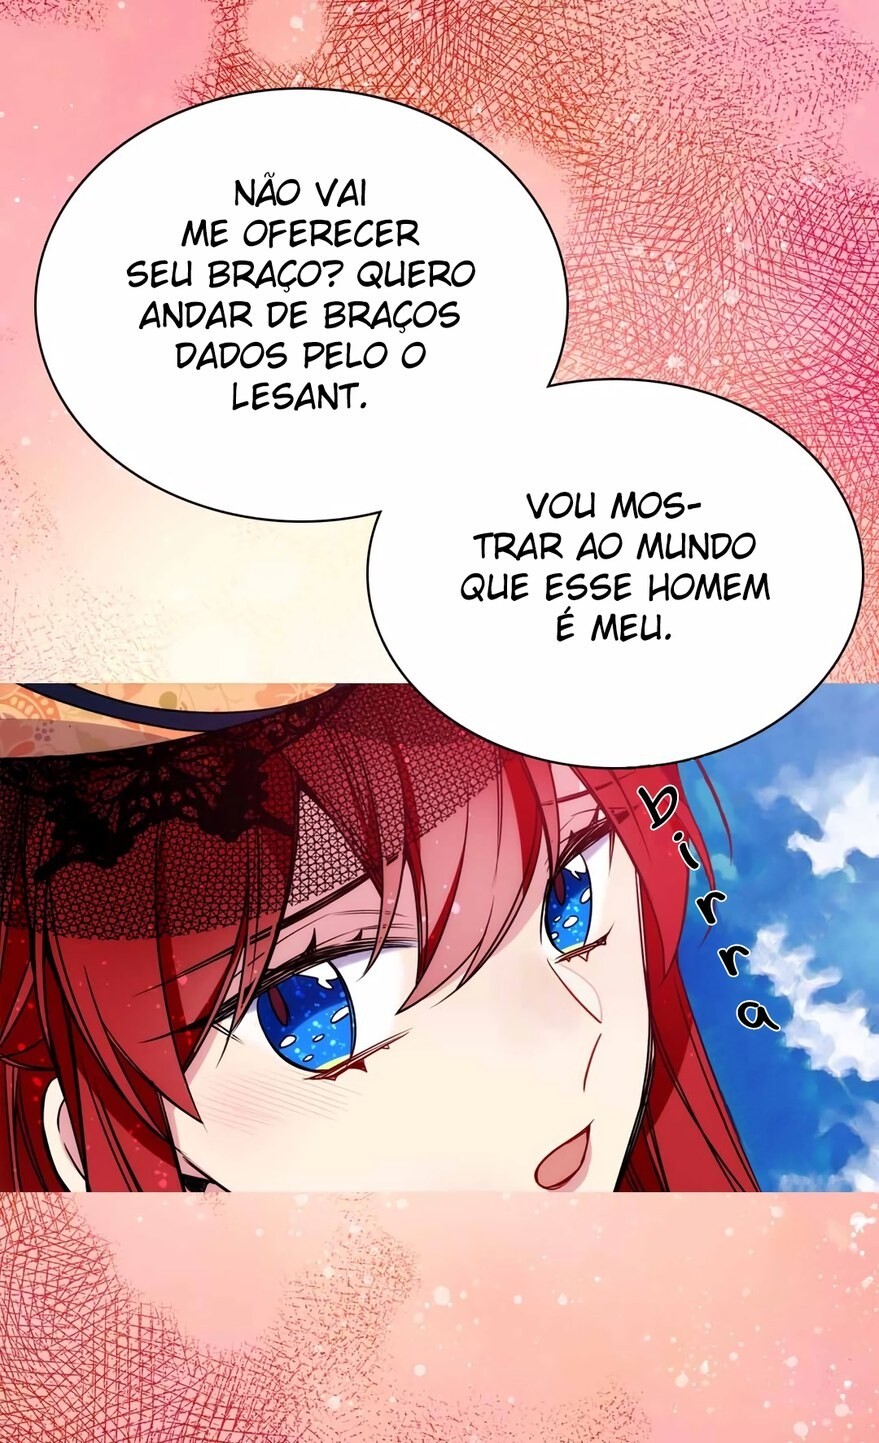 NÃO VAI
ME OFERECER
SEU BRAÇO? QUERO
ANDAR DE BRAÇOS
DADOS PELO O
LESANT.
VOU MOS-
TRAR AO MUNDO
QUE ESSE HOMEM
É MEU.
birra